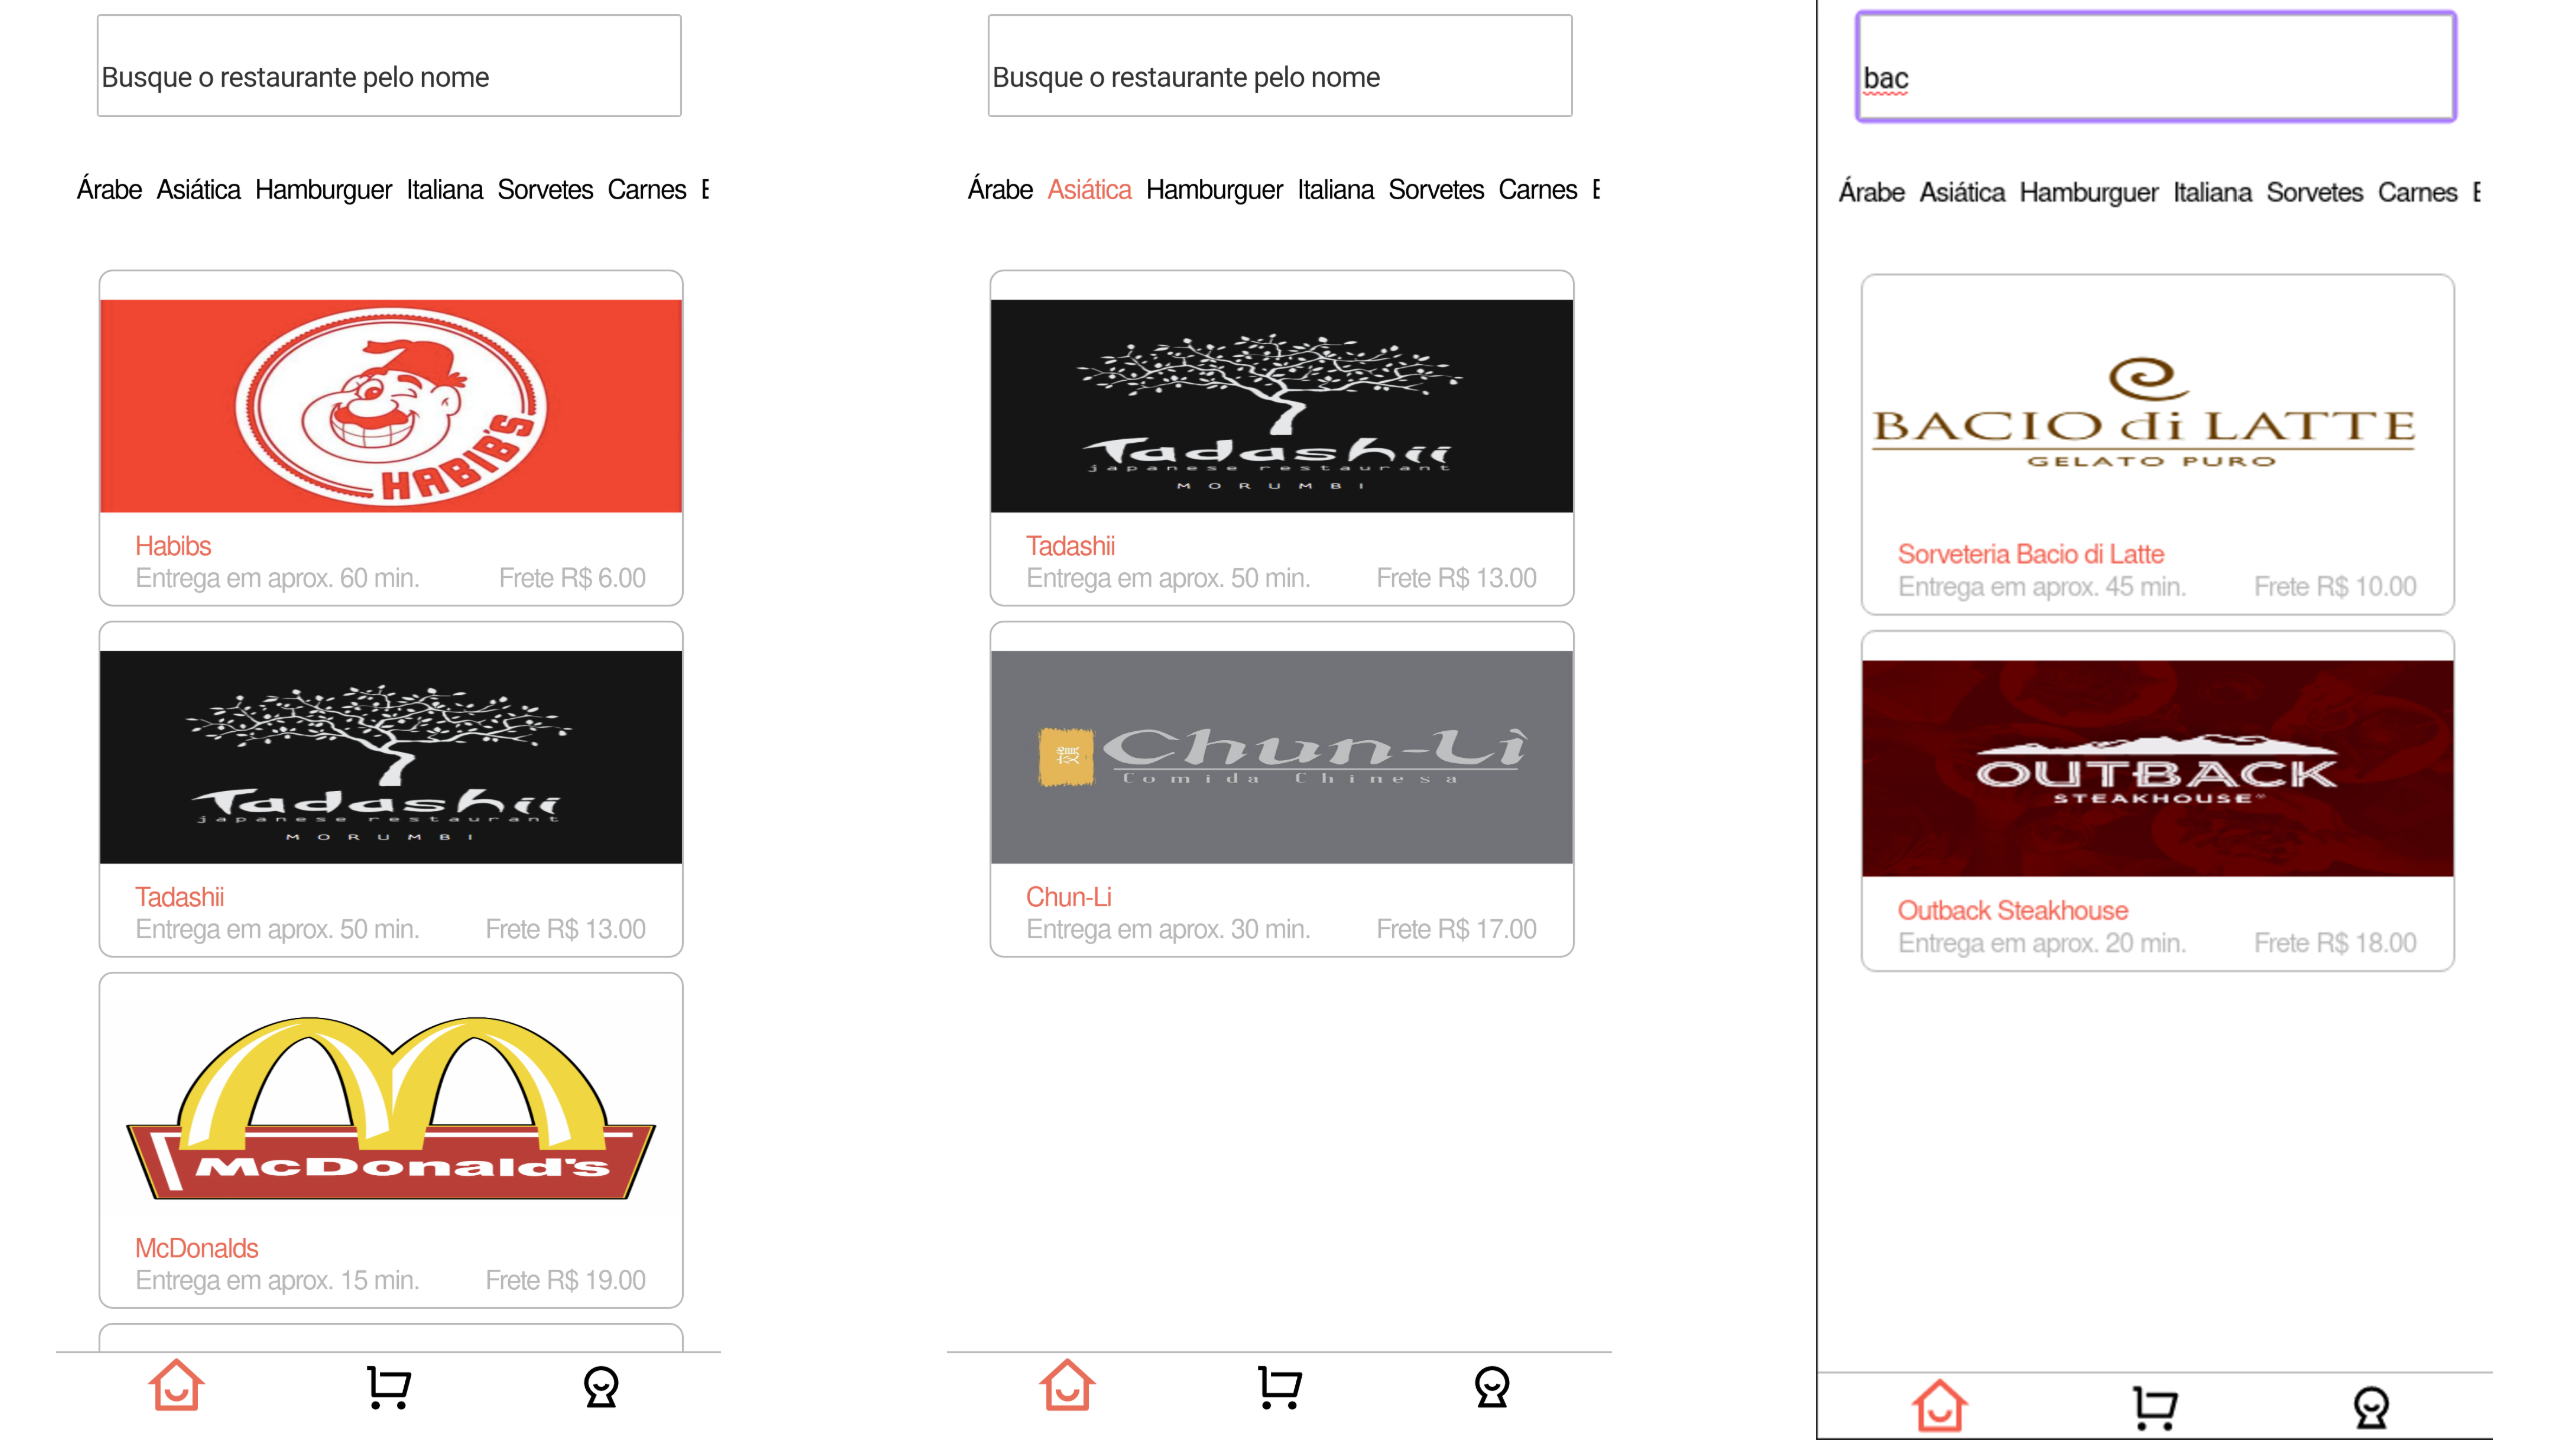 Busque o restaurante pelo nome
Árabe Asiática Hamburguer Italiana Sorvetes Carnes
HABIB'S
Habibs
Entrega em aprox. 60 min. Frete R$ 6.00
Tadashii
japanese restaurant
MORUMBI
Tadashii
Entrega em aprox. 50 min. Frete R$ 13.00
McDonald's
McDonalds
Entrega em aprox. 15 min. Frete R$ 19.00
Busque o restaurante pelo nome
Árabe Asiática Hamburguer Italiana Sorvetes Carnes
Tadashii
japanese restaurant
MORUMBI
Tadashii
Entrega em aprox. 50 min. Frete R$ 13.00
Chun-Li
Comida Chinesa
Chun-Li
Entrega em aprox. 30 min. Frete R$ 17.00
bac
Árabe Asiática Hamburguer Italiana Sorvetes Carnes
BACIO di LATTE
GELATO PURO
Sorveteria Bacio di Latte
Entrega em aprox. 45 min. Frete R$ 10.00
OUTBACK
STEAKHOUSE
Outback Steakhouse
Entrega em aprox. 20 min. Frete R$ 18.00